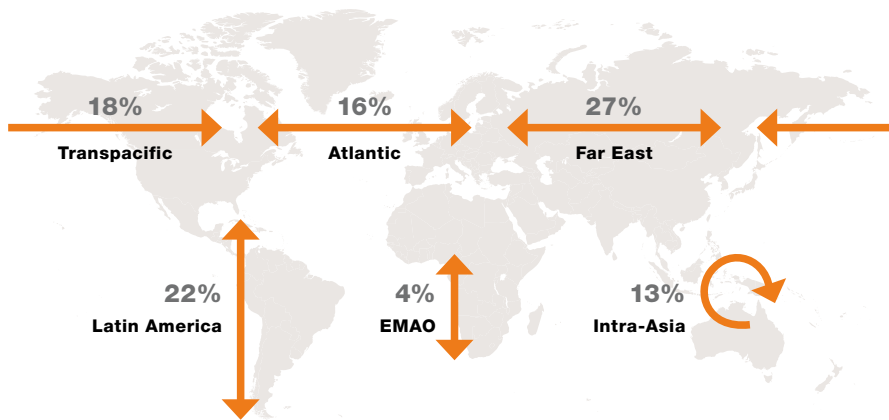 18%
Transpacific
16%
Atlantic
27%
Far East
22%
Latin America
4%
EMAO
13%
Intra-Asia